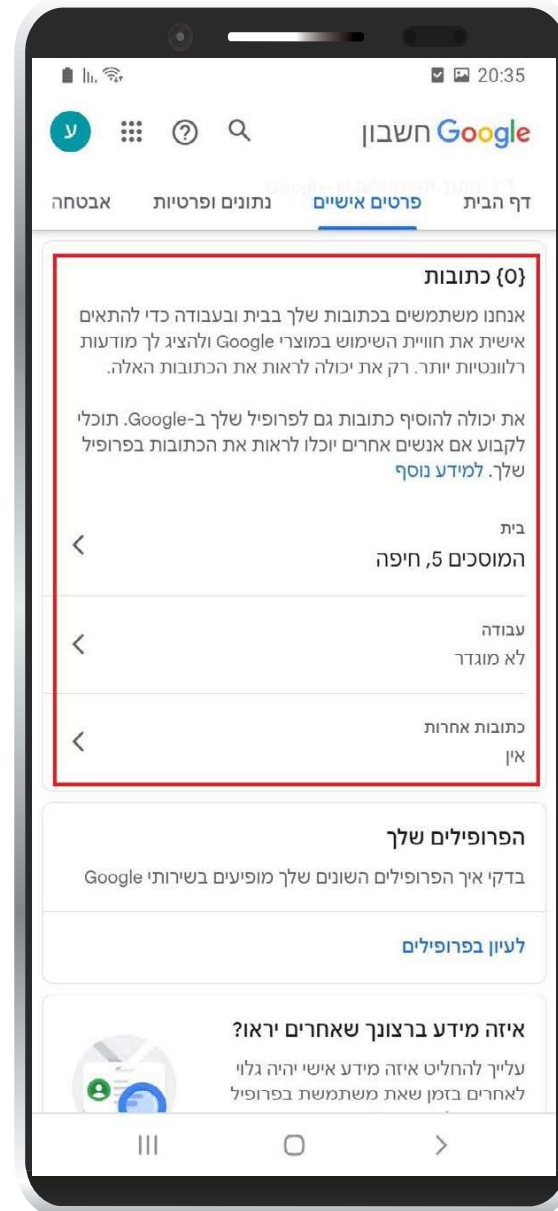 20:35
Google חשבון
ע
דף הבית
פרטים אישיים
נתונים ופרטיות
אבטחה
{0} כתובות
אנחנו משתמשים בכתובות שלך בבית ובעבודה כדי להתאים
אישית את חוויית השימוש במוצרי Google ולהציג לך מודעות
רלוונטיות יותר. רק את יכולה לראות את הכתובות האלה.
את יכולה להוסיף כתובות גם לפרופיל שלך ב-Google. תוכלי
לקבוע אם אנשים אחרים יוכלו לראות את הכתובות בפרופיל
שלך. למידע נוסף
בית
המוסכים 5, חיפה
עבודה
לא מוגדר
כתובות אחרות
אין
הפרופילים שלך
בדקי איך הפרופילים השונים שלך מופיעים בשירותי Google
לעיון בפרופילים
איזה מידע ברצונך שאחרים יראו?
עלייך להחליט איזה מידע אישי יהיה גלוי
לאחרים בזמן שאת משתמשת בפרופיל